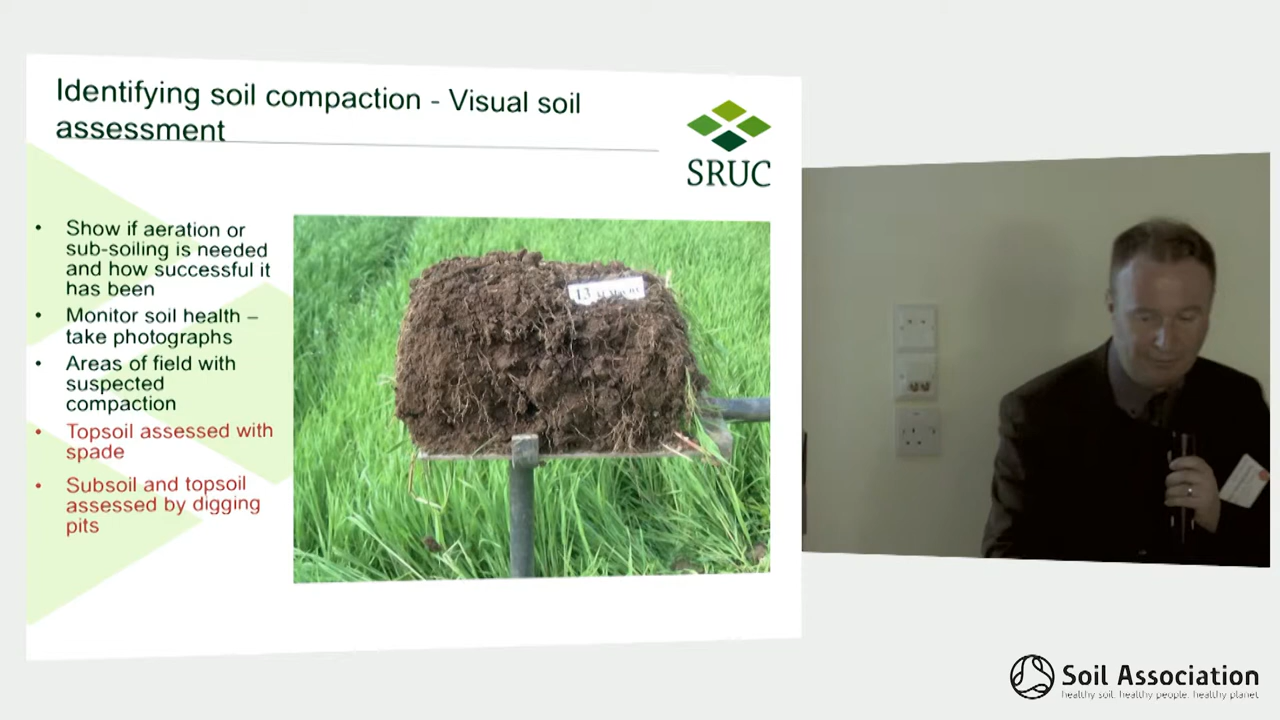 Identifying soil compaction - Visual soil
assessment
SRUC
• Show if aeration or
sub-soiling is needed
and how successful it
has been
• Monitor soil health –
take photographs
• Areas of field with
suspected
compaction
• Topsoil assessed with
spade
• Subsoil and topsoil
assessed by digging
pits
13
Soil Association
healthy soil. healthy people. healthy planet